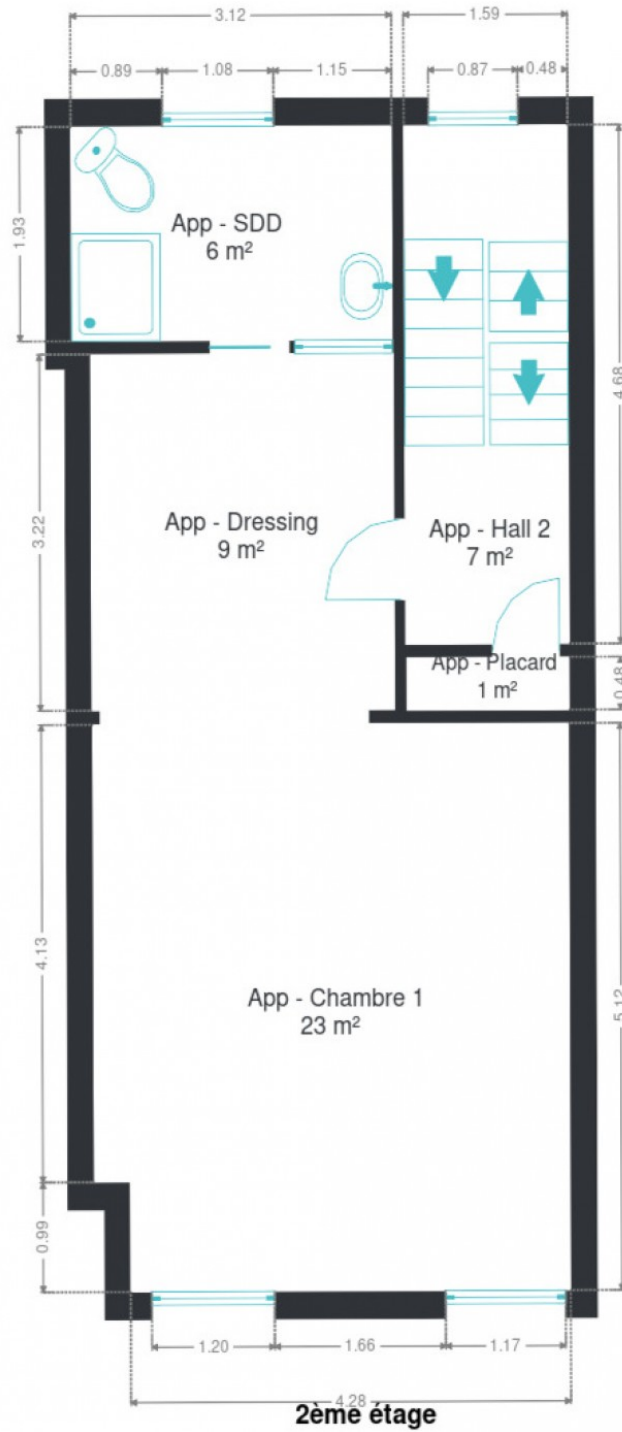 3.12
1.59
0.89
1.08
1.15
0.87
0.48
1.93
App - SDD
6 m²
4.68
3.22
App - Dressing
9 m²
App - Hall 2
7 m²
App - Placard
1 m²
0.48
4.13
App - Chambre 1
23 m²
5.12
0.99
1.20
1.66
1.17
4.28
2ème étage